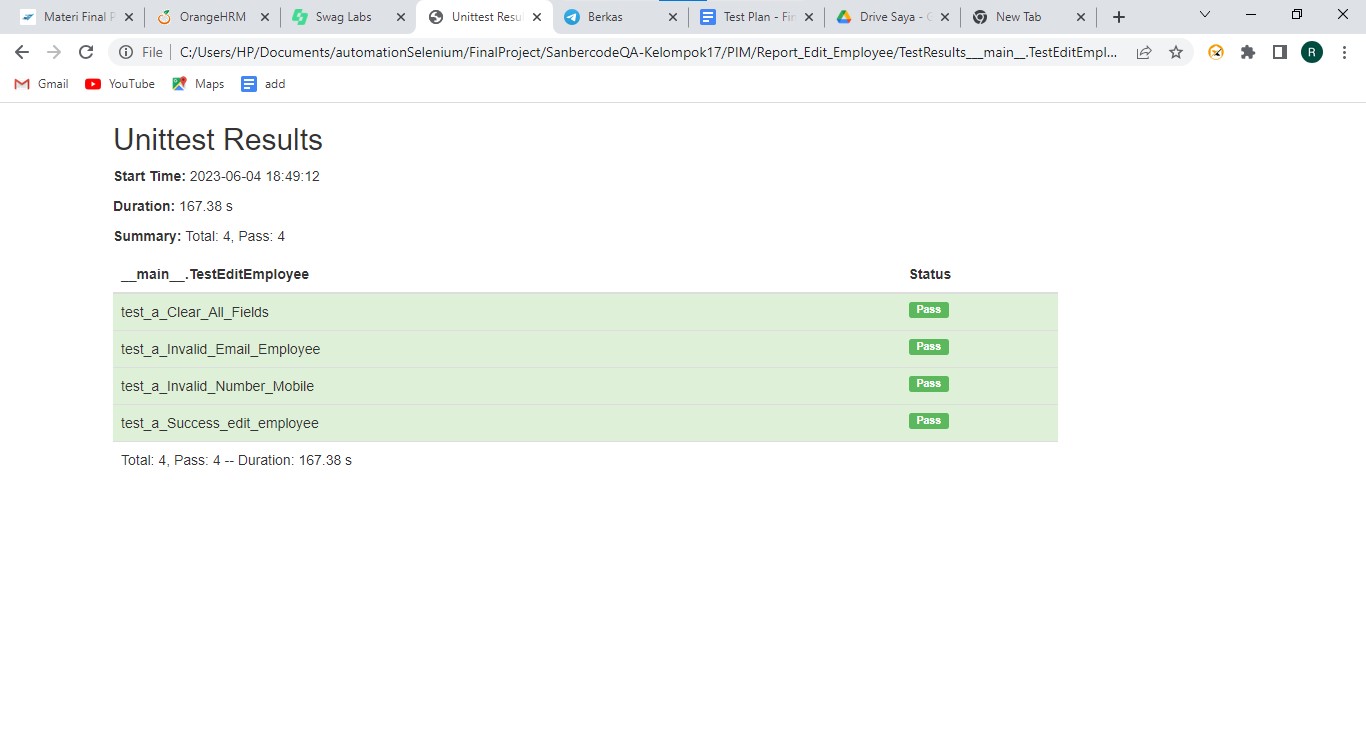 Materi Final P
OrangeHRM
Swag Labs
Unittest Resu
Berkas
Test Plan - Fin
Drive Saya - G
New Tab
File
C:/Users/HP/Documents/automationSelenium/FinalProject/SanbercodeQA-Kelompok17/PIM/Report_Edit_Employee/TestResults___main__.TestEditEmpl...
R
Gmail
YouTube
Maps
add
Unittest Results
Start Time: 2023-06-04 18:49:12
Duration: 167.38 s
Summary: Total: 4, Pass: 4
__main__.TestEditEmployee Status
test_a_Clear_All_Fields Pass
test_a_Invalid_Email_Employee Pass
test_a_Invalid_Number_Mobile Pass
test_a_Success_edit_employee Pass
Total: 4, Pass: 4 -- Duration: 167.38 s